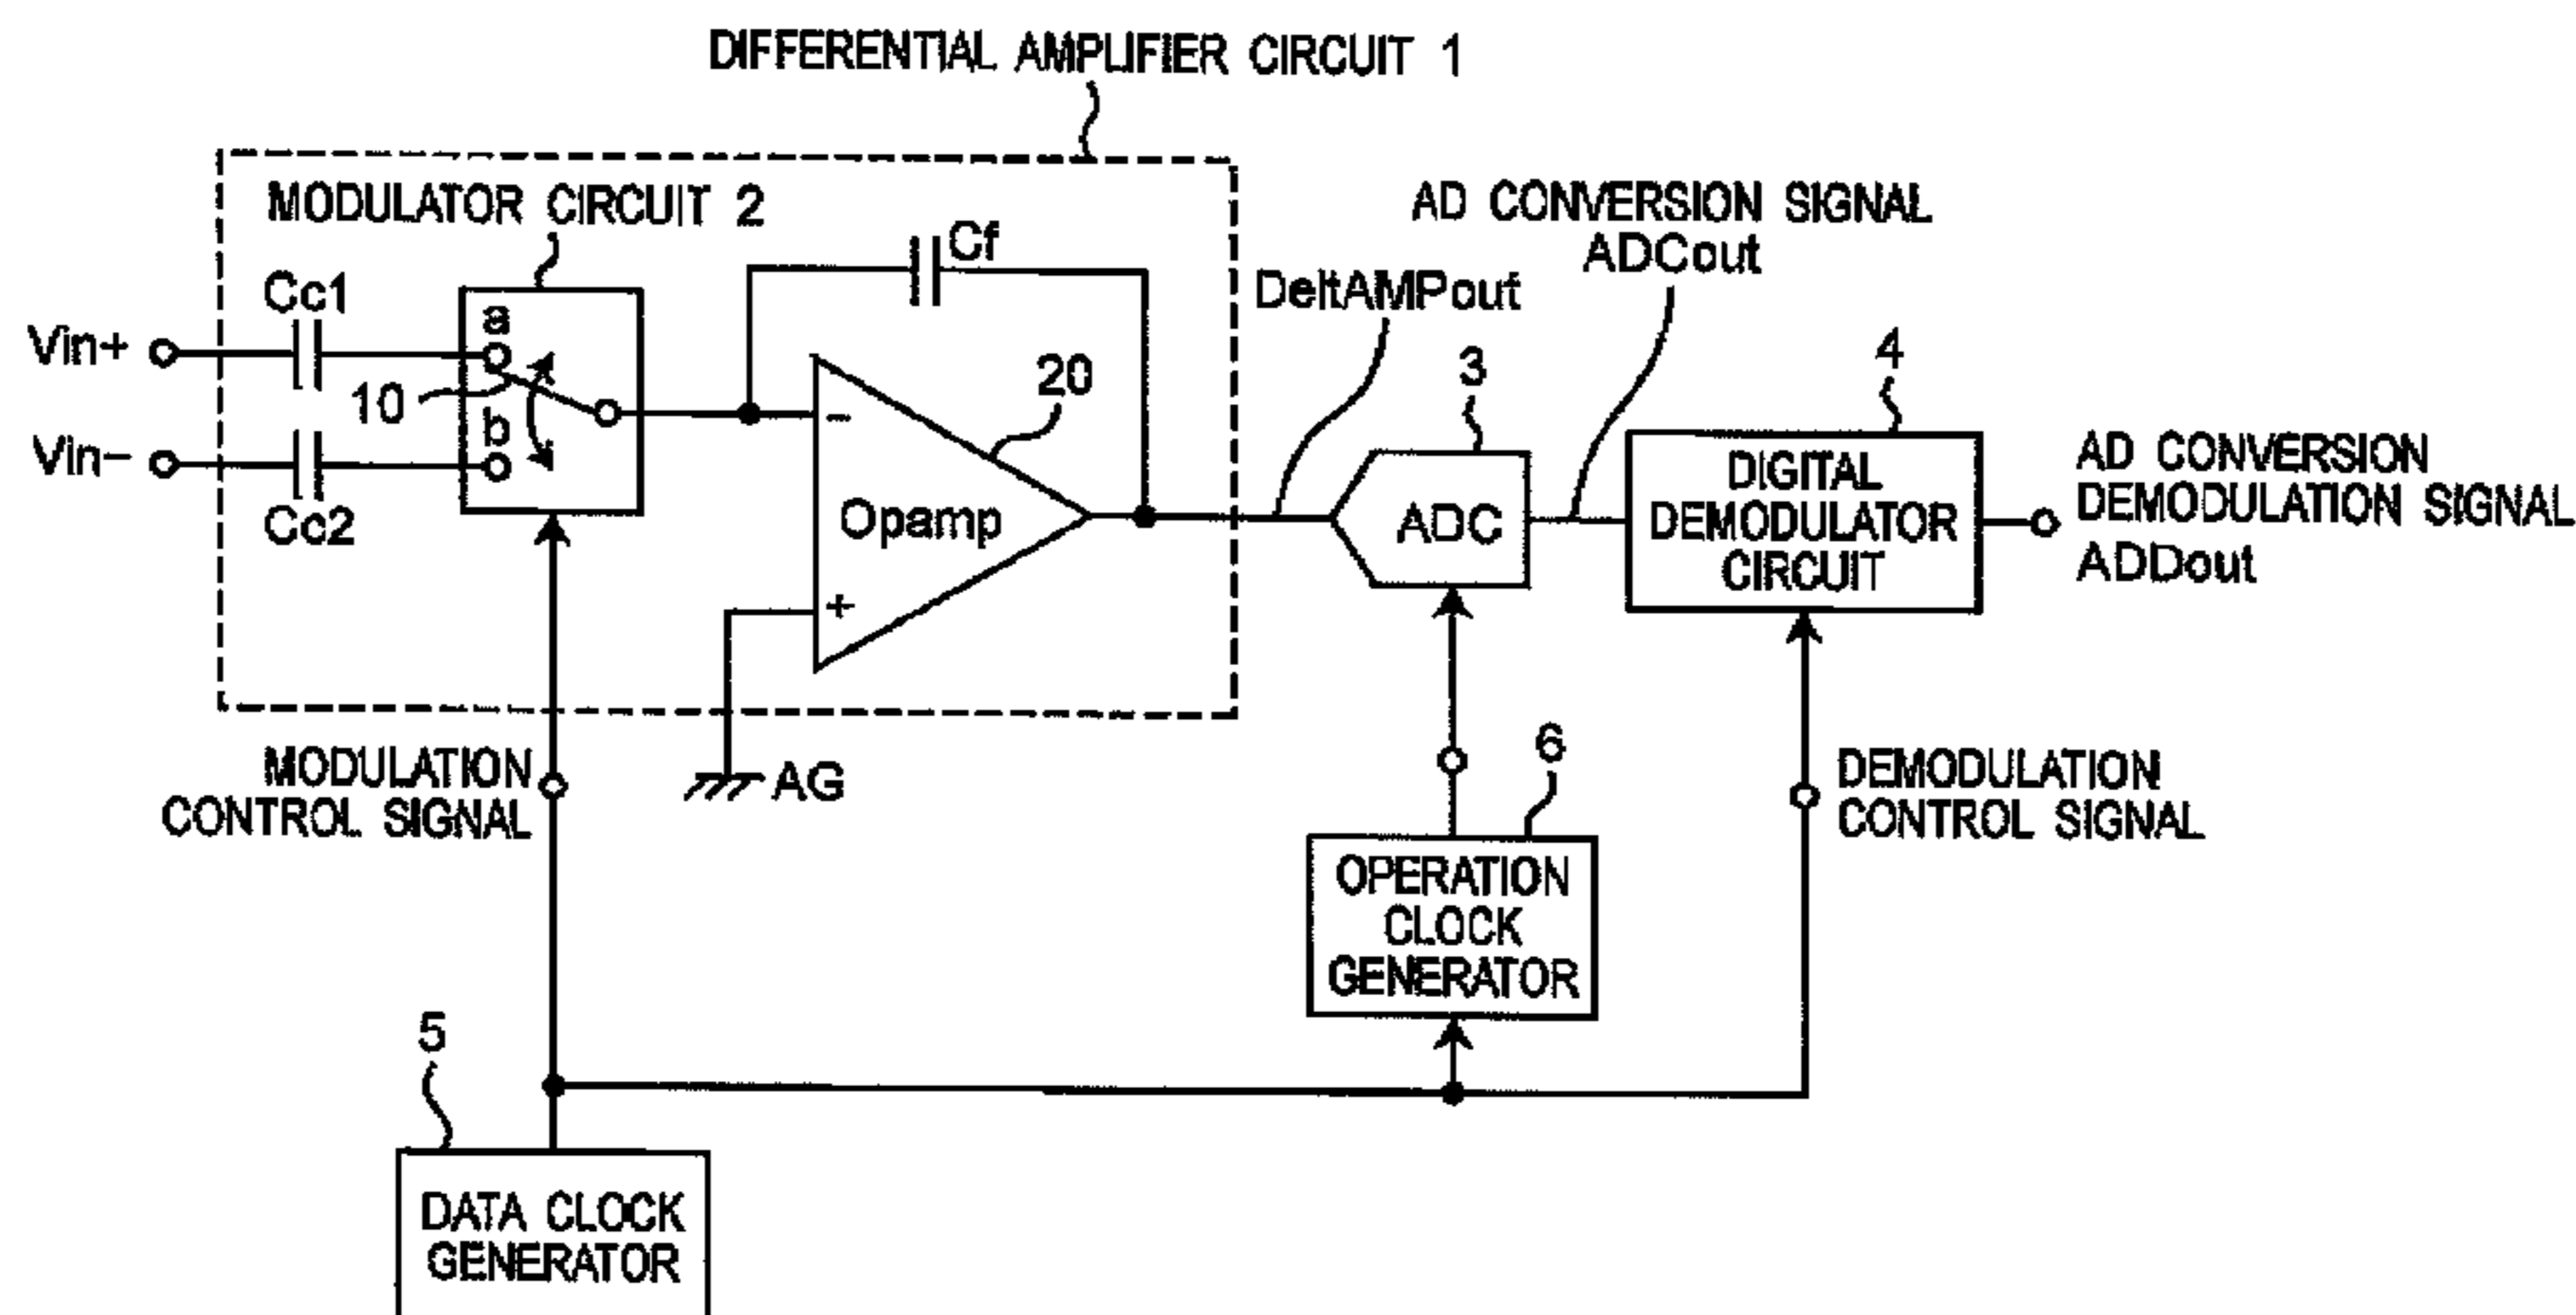 DIFFERENTIAL AMPLIFIER CIRCUIT 1
MODULATOR CIRCUIT 2
Cf
AD CONVERSION SIGNAL
ADCout
DeltAMPout
Cc1
a
Vin+
10
20
3
4
b
Vin−
Cc2
−
Opamp
+
ADC
DIGITAL
DEMODULATOR
CIRCUIT
AD CONVERSION
DEMODULATION SIGNAL
ADDout
MODULATION
CONTROL SIGNAL
AG
6
DEMODULATION
CONTROL SIGNAL
OPERATION
CLOCK
GENERATOR
5
DATA CLOCK
GENERATOR